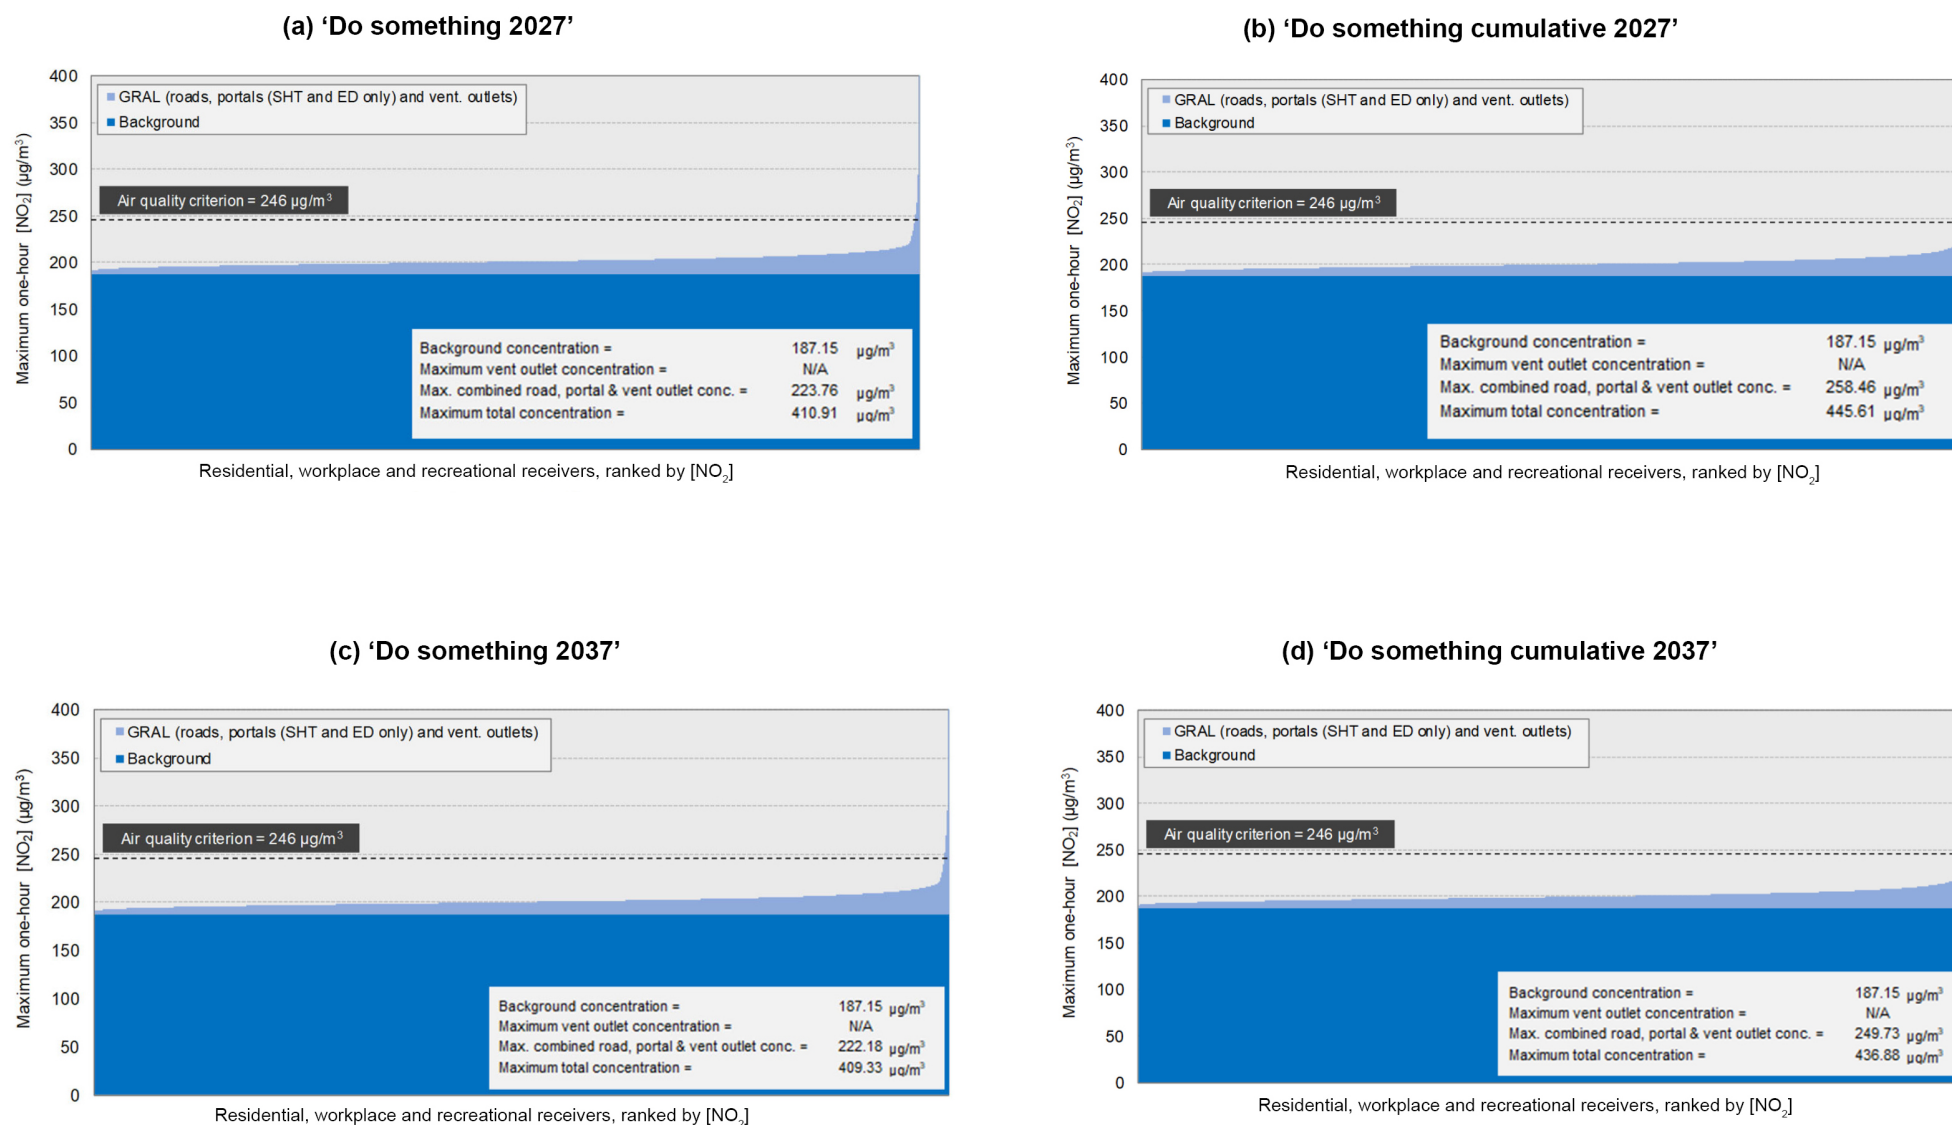 (a) ‘Do something 2027’
400
350
300
250
200
150
100
50
0
Maximum one-hour [NO2] (µg/m3)
GRAL (roads, portals (SHT and ED only) and vent. outlets)
Background
Air quality criterion = 246 µg/m3
Background concentration = 187.15 µg/m3
Maximum vent outlet concentration = N/A
Max. combined road, portal & vent outlet conc. = 223.76 µg/m3
Maximum total concentration = 410.91 µg/m3
Residential, workplace and recreational receivers, ranked by [NO2]
(b) ‘Do something cumulative 2027’
400
350
300
250
200
150
100
50
0
Maximum one-hour [NO2] (µg/m3)
GRAL (roads, portals (SHT and ED only) and vent. outlets)
Background
Air quality criterion = 246 µg/m3
Background concentration = 187.15 µg/m3
Maximum vent outlet concentration = N/A
Max. combined road, portal & vent outlet conc. = 258.46 µg/m3
Maximum total concentration = 445.61 µg/m3
Residential, workplace and recreational receivers, ranked by [NO2]
(c) ‘Do something 2037’
400
350
300
250
200
150
100
50
0
Maximum one-hour [NO2] (µg/m3)
GRAL (roads, portals (SHT and ED only) and vent. outlets)
Background
Air quality criterion = 246 µg/m3
Background concentration = 187.15 µg/m3
Maximum vent outlet concentration = N/A
Max. combined road, portal & vent outlet conc. = 222.18 µg/m3
Maximum total concentration = 409.33 µg/m3
Residential, workplace and recreational receivers, ranked by [NO2]
(d) ‘Do something cumulative 2037’
400
350
300
250
200
150
100
50
0
Maximum one-hour [NO2] (µg/m3)
GRAL (roads, portals (SHT and ED only) and vent. outlets)
Background
Air quality criterion = 246 µg/m3
Background concentration = 187.15 µg/m3
Maximum vent outlet concentration = N/A
Max. combined road, portal & vent outlet conc. = 249.73 µg/m3
Maximum total concentration = 436.88 µg/m3
Residential, workplace and recreational receivers, ranked by [NO2]